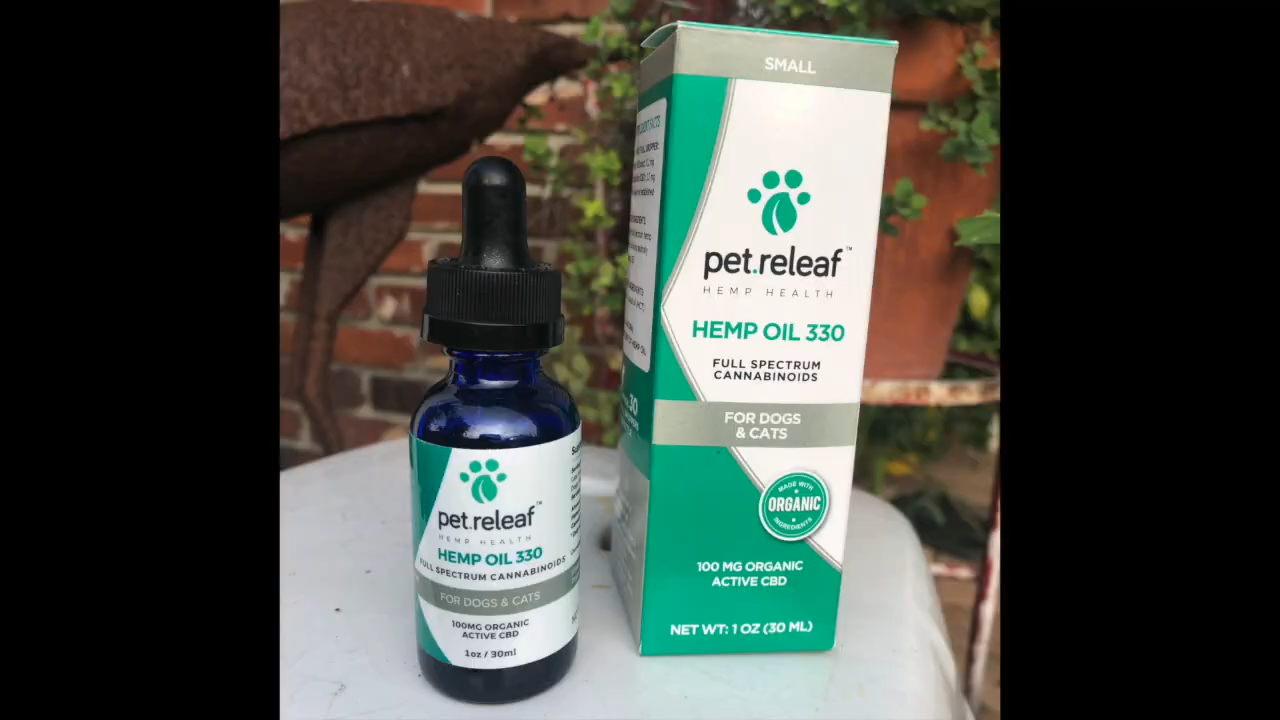 SMALL
pet.releaf™
HEMP HEALTH
HEMP OIL 330
FULL SPECTRUM
CANNABINOIDS
FOR DOGS
& CATS
MADE WITH
ORGANIC
INGREDIENTS
100 MG ORGANIC
ACTIVE CBD
NET WT: 1 OZ (30 ML)
pet.releaf™
HEMP HEALTH
HEMP OIL 330
FULL SPECTRUM CANNABINOIDS
FOR DOGS & CATS
100MG ORGANIC
ACTIVE CBD
1oz / 30ml